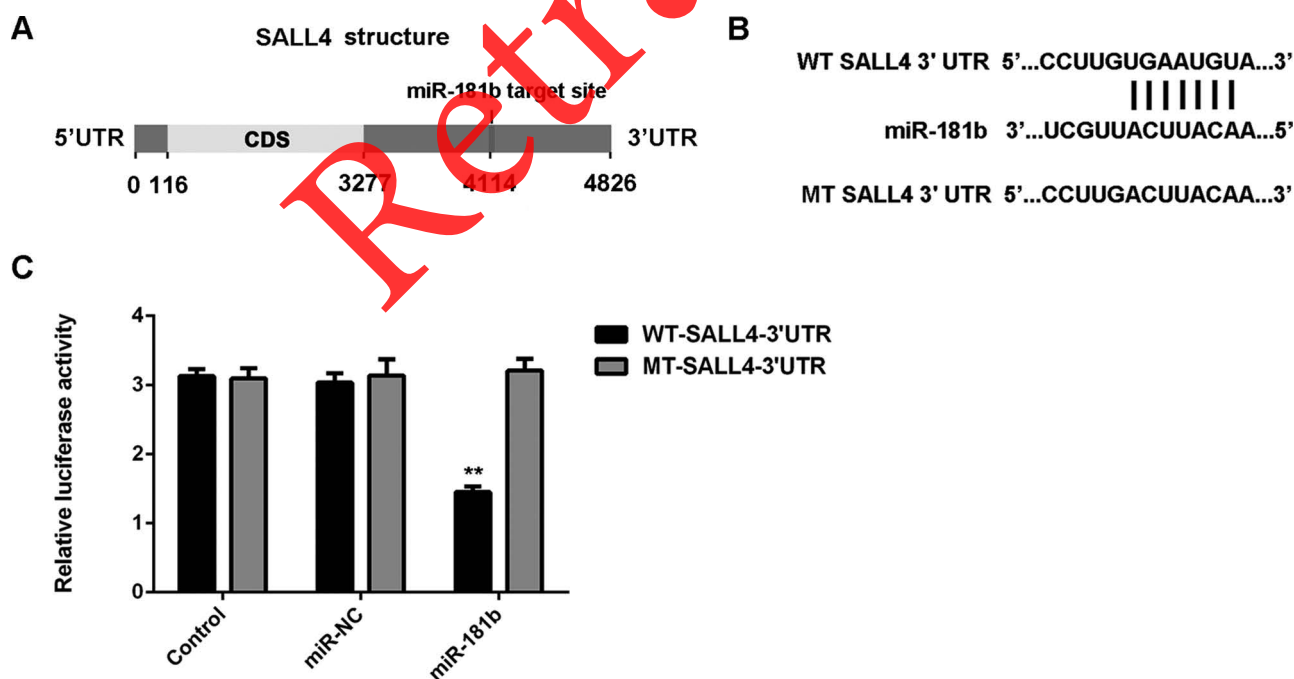 A
SALL4 structure
miR-181b target site
5'UTR
CDS
3'UTR
0 116 3277 4114 4826
B
WT SALL4 3' UTR 5'...CCUUGUGAAUGUA...3'
miR-181b 3'...UCGUUACUUACAA...5'
MT SALL4 3' UTR 5'...CCUUGACUUACAA...3'
C
Relative luciferase activity
4
3
2
1
0
**
Control
miR-NC
miR-181b
WT-SALL4-3'UTR
MT-SALL4-3'UTR
Retr